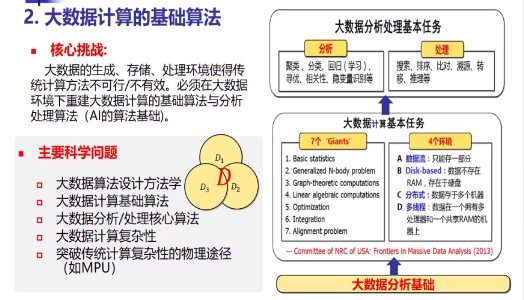 2. 大数据计算的基础算法
核心挑战:
大数据的生成、存储、处理环境使得传
统计算方法不可行/不有效。必须在大数据
环境下重建大数据计算的基础算法与分析
处理算法（AI的算法基础)。
主要科学问题
大数据算法设计方法学
大数据计算基础算法
大数据分析/处理核心算法
大数据计算复杂性
突破传统计算复杂性的物理途径
（如MPU）
D1
D
D3
D2
大数据分析处理基本任务
分析
聚类、分类、回归（学习）、
寻优、相关性、隐变量识别等
处理
搜索、排序、比对、溯源、转
移、推理等
大数据计算基本任务
7个‘Giants’
1. Basic statistics
2. Generalized N-body problem
3. Graph-theoretic computations
4. Linear algebraic computations
5. Optimization
6. Integration
7. Alignment problem
4个环境
A 数据流：只能存一部分
B Disk-based：数据不存在
RAM，存在于硬盘
C 分布式：数据存于多个机器
D 多线程：数据在一个拥有多
处理器和一个共享RAM的机
器上
— Committee of NRC of USA: Frontiers in Massive Data Analysis (2013)
大数据分析基础